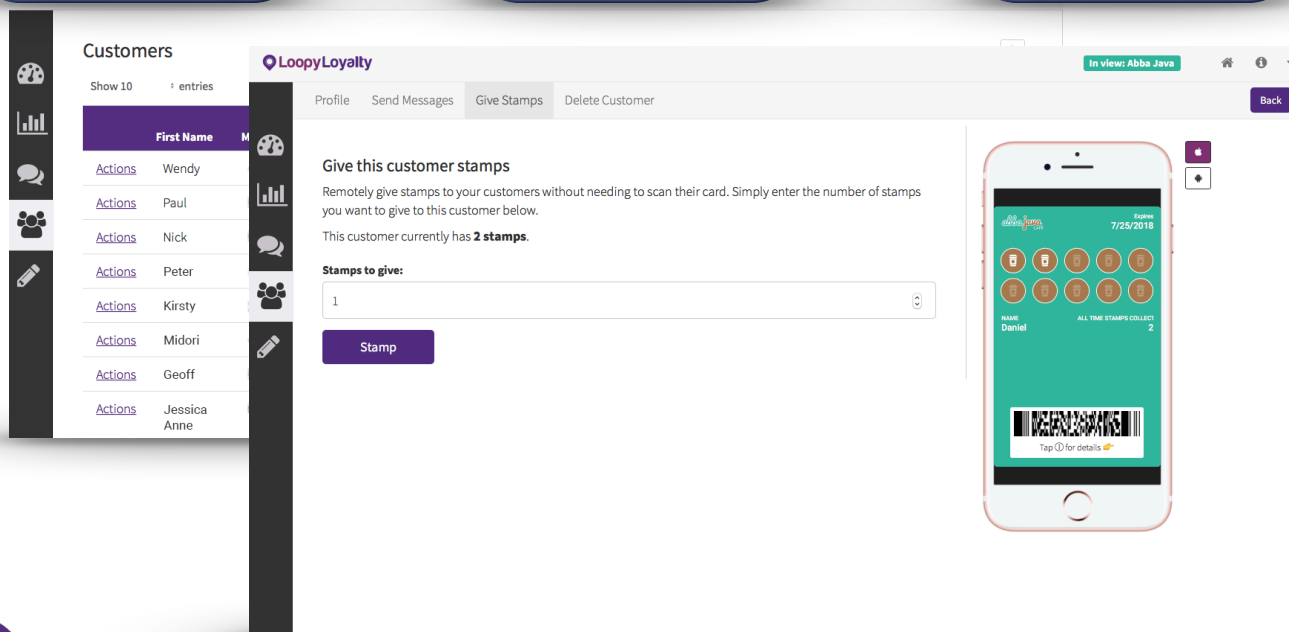 Customers
Show 10 entries
First Name M
Actions Wendy
Actions Paul
Actions Nick
Actions Peter
Actions Kirsty
Actions Midori
Actions Geoff
Actions Jessica
Anne
LoopyLoyalty
In view: Abba Java
Profile Send Messages Give Stamps Delete Customer
Back
Give this customer stamps
Remotely give stamps to your customers without needing to scan their card. Simply enter the number of stamps
you want to give to this customer below.
This customer currently has 2 stamps.
Stamps to give:
1
Stamp
abba java
Expires
7/25/2018
NAME ALL TIME STAMPS COLLECT
Daniel 2
Tap ⓘ for details 👉